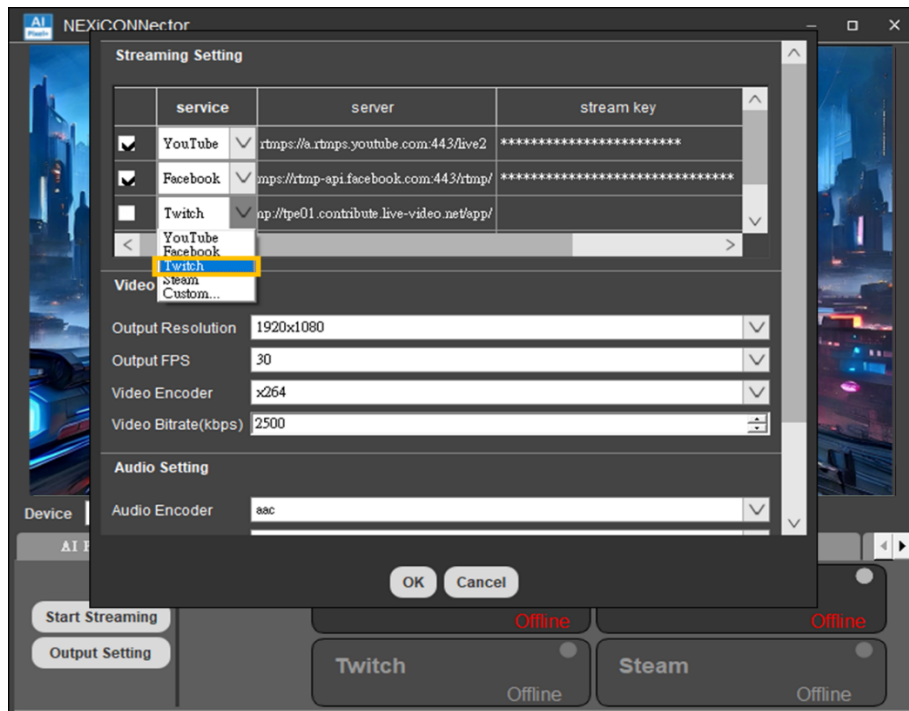 AI
NEXiCONNector
Streaming Setting
service server stream key
YouTube rtmps://a.rtmps.youtube.com:443/live2 ************************
Facebook mps://rtmp-api.facebook.com:443/rtmp/ *******************************
Twitch np://tpe01.contribute.live-video.net/app/
YouTube
Facebook
Twitch
Steam
Custom...
Video
Output Resolution 1920x1080
Output FPS 30
Video Encoder x264
Video Bitrate(kbps) 2500
Audio Setting
Audio Encoder aac
Device
AI
OK Cancel
Start Streaming
Offline Offline
Output Setting
Twitch Steam
Offline Offline